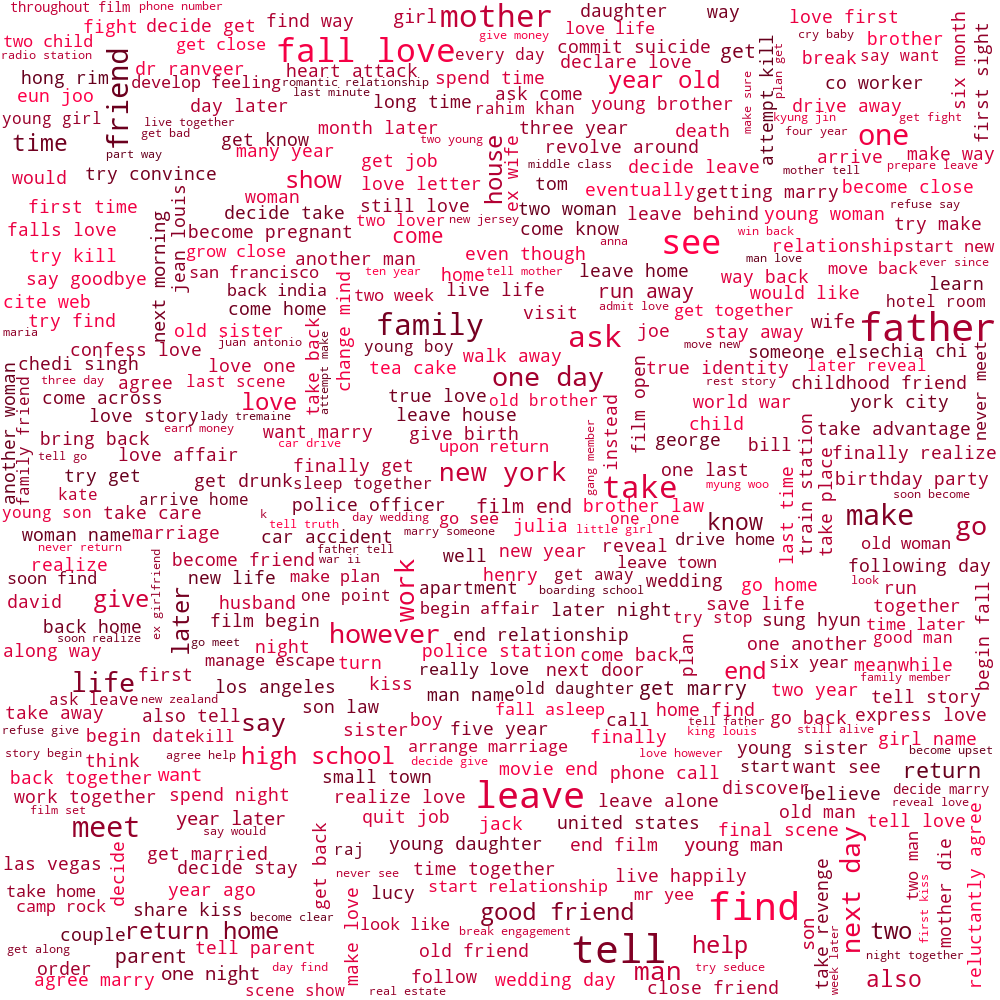 throughout film
phone number
fight
decide get
find way
girl
mother
daughter
way
love first
two child
radio station
get close
fall love
every day
give money
love life
commit suicide
get
cry baby
brother
six month
first sight
friend
dr ranveer
heart attack
declare love
attempt kill
plan get
break
say want
hong rim
develop feeling
romantic relationship
spend time
year old
co worker
eun joo
day later
last minute
long time
ask come
rahim khan
young brother
make sure
drive away
young girl
live together
get bad
month later
two young
three year
death
kyung jin
four year
get fight
one
time
part way
get know
many year
get job
revolve around
house
ex wife
middle class
decide leave
arrive
make way
mother tell
prepare leave
would
try convince
show
love letter
tom
eventually
getting marry
become close
first time
jean louis
woman
still love
two woman
leave behind
young woman
refuse say
falls love
next morning
decide take
two lover
new jersey
come know
win back
try make
become pregnant
come
anna
see
relationship
start new
try kill
grow close
another man
even though
man love
ever since
say goodbye
san francisco
ten year
home
tell mother
leave home
way back
move back
learn
cite web
back india
change mind
two week
live life
run away
would like
hotel room
try find
come home
admit love
get together
maria
old sister
family
visit
joe
stay away
wife
father
confess love
juan antonio
take back
attempt make
young boy
ask
move new
someone else
chia chi
never meet
chedi singh
love one
walk away
film open
true identity
later reveal
another woman
family friend
three day
agree
last scene
tea cake
one day
rest story
childhood friend
come across
love
true love
old brother
world war
york city
love story
lady tremaine
leave house
instead
child
take advantage
earn money
want marry
give birth
gang member
george
bill
train station
take place
bring back
love affair
car drive
upon return
finally realize
tell go
finally get
new york
one last
last time
birthday party
try get
get drunk
sleep together
take
myung woo
soon become
kate
arrive home
police officer
film end
brother law
know
make
go
young son
take care
k
tell truth
day wedding
go see
julia
one one
little girl
woman name
marriage
car accident
marry someone
drive home
old woman
never return
father tell
well
new year
reveal
realize
become friend
war ii
leave town
following day
soon find
ex girlfriend
new life
make plan
work
apartment
henry
get away
boarding school
wedding
go home
look
run
david
give
later
husband
one point
begin affair
later night
save life
together
begin fall
back home
film begin
try stop
sung hyun
time later
soon realize
go meet
however
end relationship
plan
one another
good man
along way
night
police station
come back
manage escape
turn
really love
next door
end
six year
meanwhile
life
first
family member
los angeles
kiss
man name
old daughter
get marry
two year
tell story
ask leave
new zealand
son law
fall asleep
home find
take away
also tell
say
boy
call
tell father
go back
express love
refuse give
begin date
kill
sister
five year
finally
king louis
still alive
girl name
story begin
think
agree help
high school
arrange marriage
love however
young sister
become upset
back together
want
decide give
movie end
phone call
start
want see
return
small town
discover
believe
decide marry
work together
spend night
realize love
leave
leave alone
reveal love
film set
year later
quit job
old man
meet
say would
jack
united states
final scene
tell love
reluctantly agree
get back
raj
young daughter
end film
young man
next day
two man
mother die
las vegas
decide
get married
decide stay
never see
time together
live happily
take revenge
first kiss
take home
year ago
lucy
start relationship
mr yee
camp rock
share kiss
become clear
make love
look like
good friend
find
son
couple
return home
break engagement
tell
help
two
get along
parent
tell parent
old friend
week later
night together
order
one night
day find
man
try seduce
also
agree marry
scene show
follow
wedding day
close friend
real estate